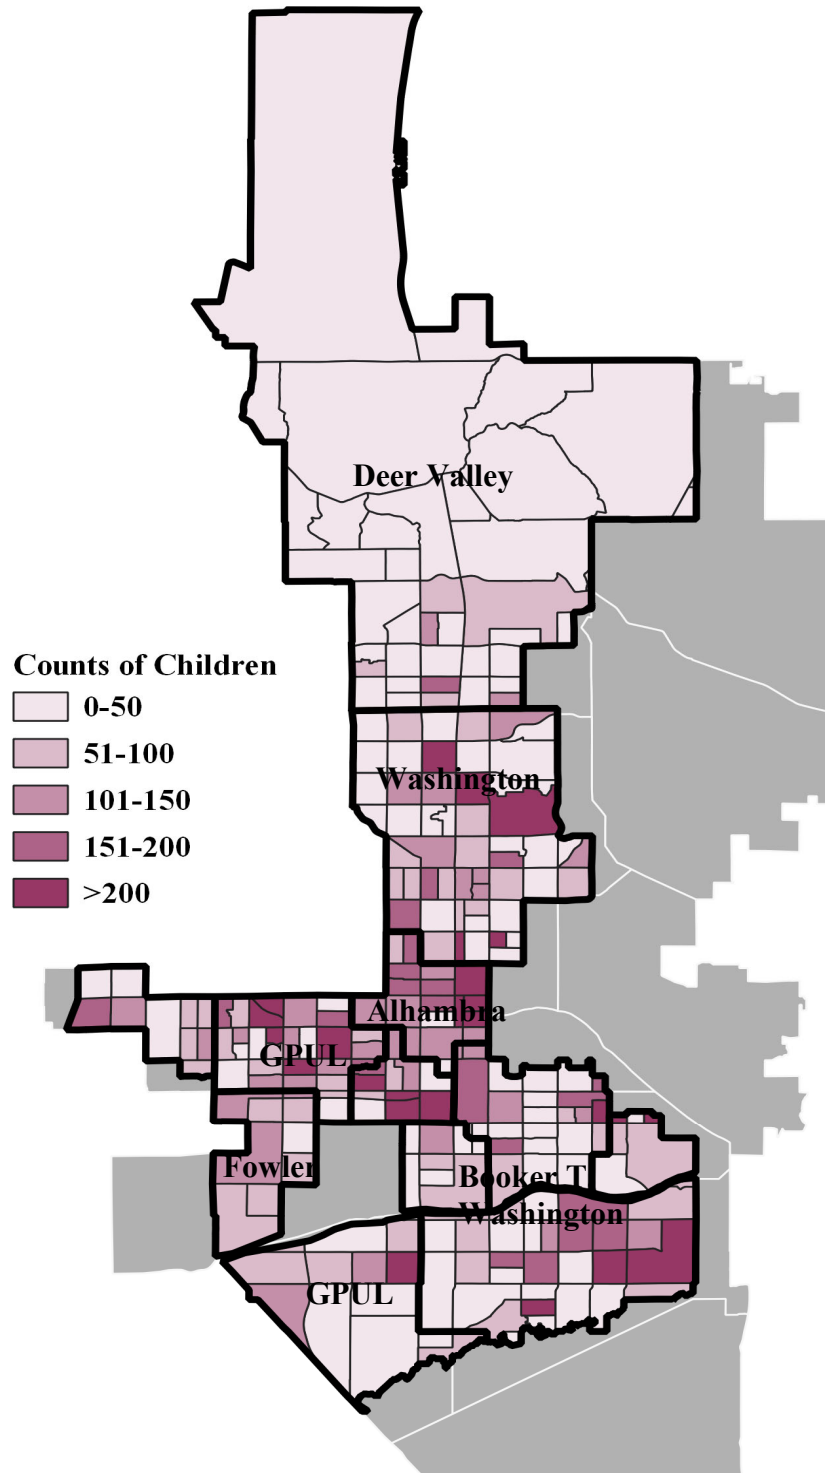 Deer Valley
Counts of Children
0-50
51-100
101-150
151-200
>200
Washington
Alhambra
GPUL
Fowler
Booker T.
Washington
GPUL